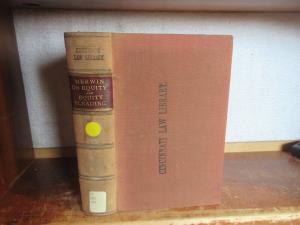 LAW LIBRARY.
MERWIN
ON EQUITY
AND
EQUITY
PLEADING
CINCINNATI LAW LIBRARY.